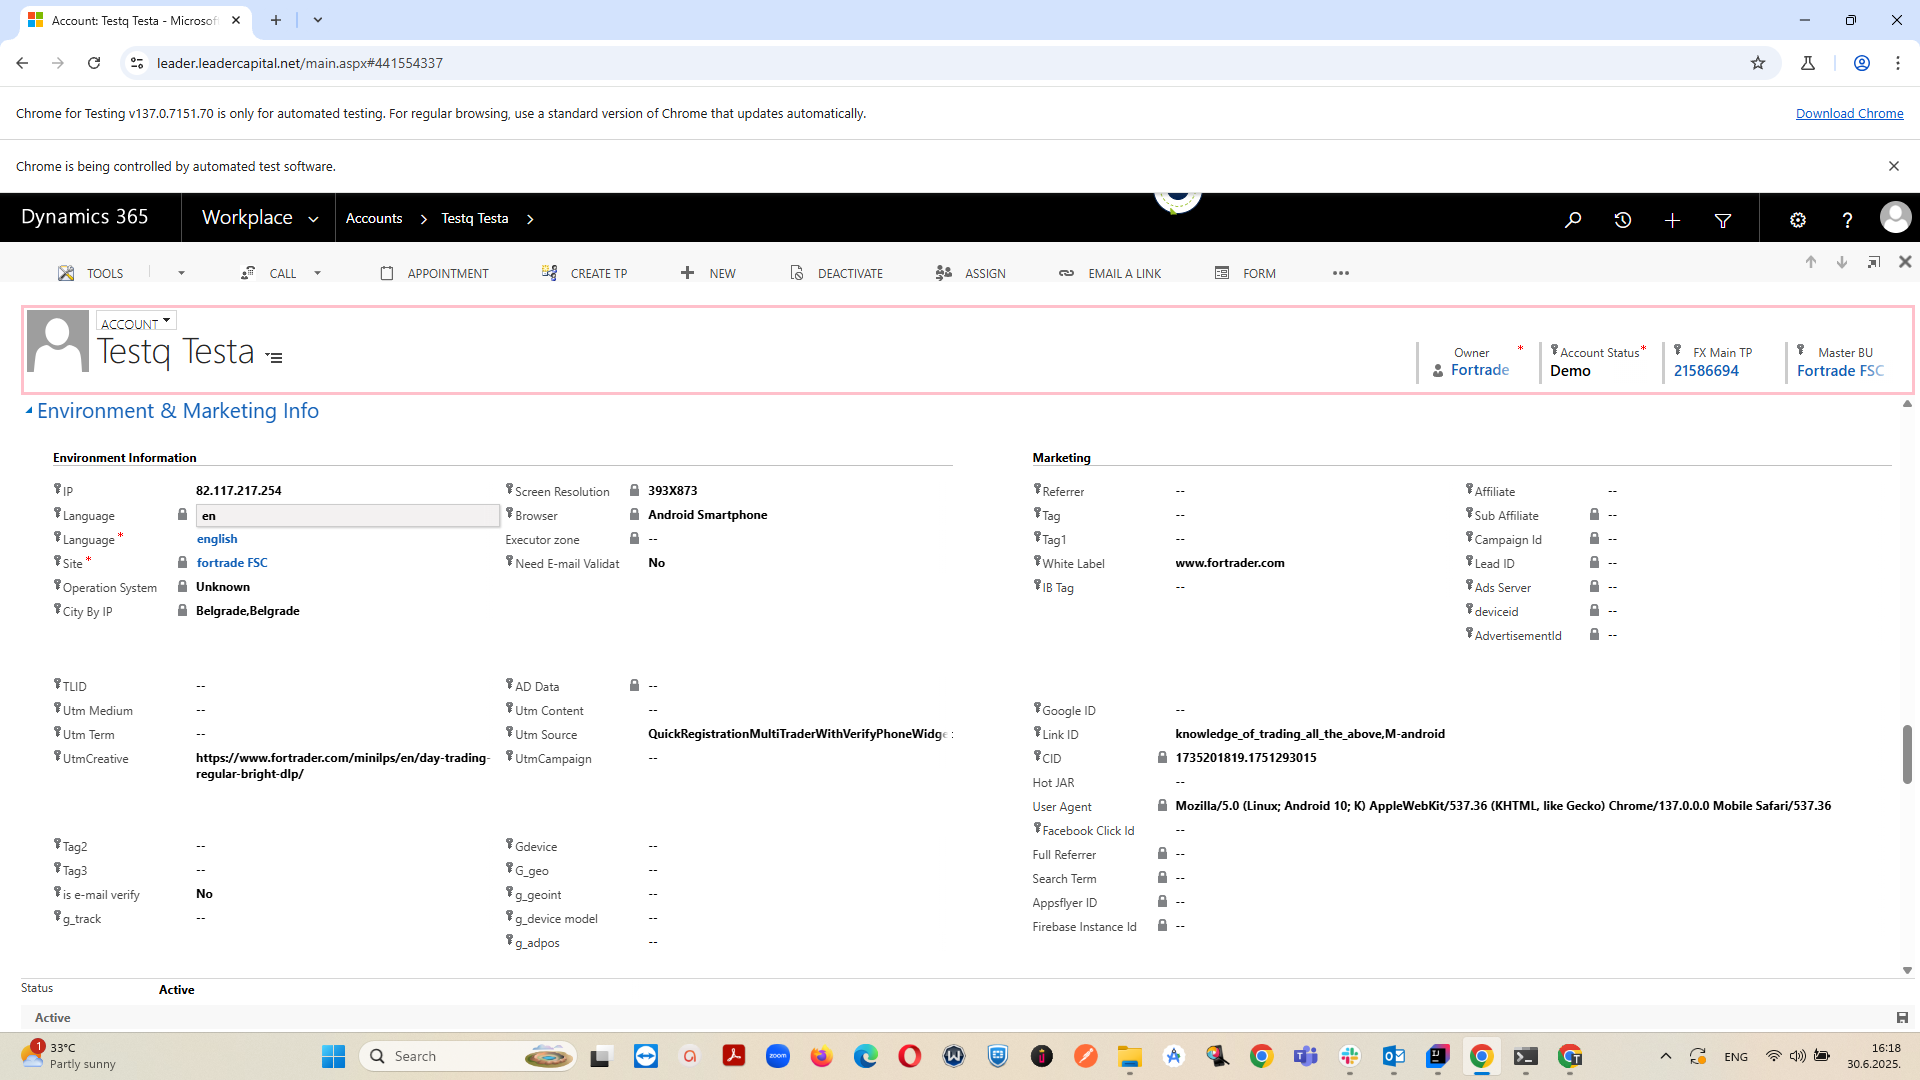 Account: Testq Testa - Microsof
leader.leadercapital.net/main.aspx#441554337
Chrome for Testing v137.0.7151.70 is only for automated testing. For regular browsing, use a standard version of Chrome that updates automatically.
Download Chrome
Chrome is being controlled by automated test software.
Dynamics 365
Workplace
Accounts
Testq Testa
TOOLS
CALL
APPOINTMENT
CREATE TP
NEW
DEACTIVATE
ASSIGN
EMAIL A LINK
FORM
ACCOUNT
Testq Testa
Owner *
Fortrade
Account Status *
Demo
FX Main TP
21586694
Master BU
Fortrade FSC
Environment & Marketing Info
Environment Information
IP 82.117.217.254
Language en
Language * english
Site * fortrade FSC
Operation System Unknown
City By IP Belgrade,Belgrade
Screen Resolution 393X873
Browser Android Smartphone
Executor zone --
Need E-mail Validat No
TLID --
Utm Medium --
Utm Term --
UtmCreative https://www.fortrader.com/minilps/en/day-trading-
regular-bright-dlp/
AD Data --
Utm Content --
Utm Source QuickRegistrationMultiTraderWithVerifyPhoneWidge
UtmCampaign --
Tag2 --
Tag3 --
is e-mail verify No
g_track --
Gdevice --
G_geo --
g_geoint --
g_device model --
g_adpos --
Marketing
Referrer --
Tag --
Tag1 --
White Label www.fortrader.com
IB Tag --
Affiliate --
Sub Affiliate --
Campaign Id --
Lead ID --
Ads Server --
deviceid --
AdvertisementId --
Google ID --
Link ID knowledge_of_trading_all_the_above,M-android
CID 1735201819.1751293015
Hot JAR --
User Agent Mozilla/5.0 (Linux; Android 10; K) AppleWebKit/537.36 (KHTML, like Gecko) Chrome/137.0.0.0 Mobile Safari/537.36
Facebook Click Id --
Full Referrer --
Search Term --
Appsflyer ID --
Firebase Instance Id --
Status Active
Active
1
33°C
Partly sunny
Search
zoom
ENG
16:18
30.6.2025.